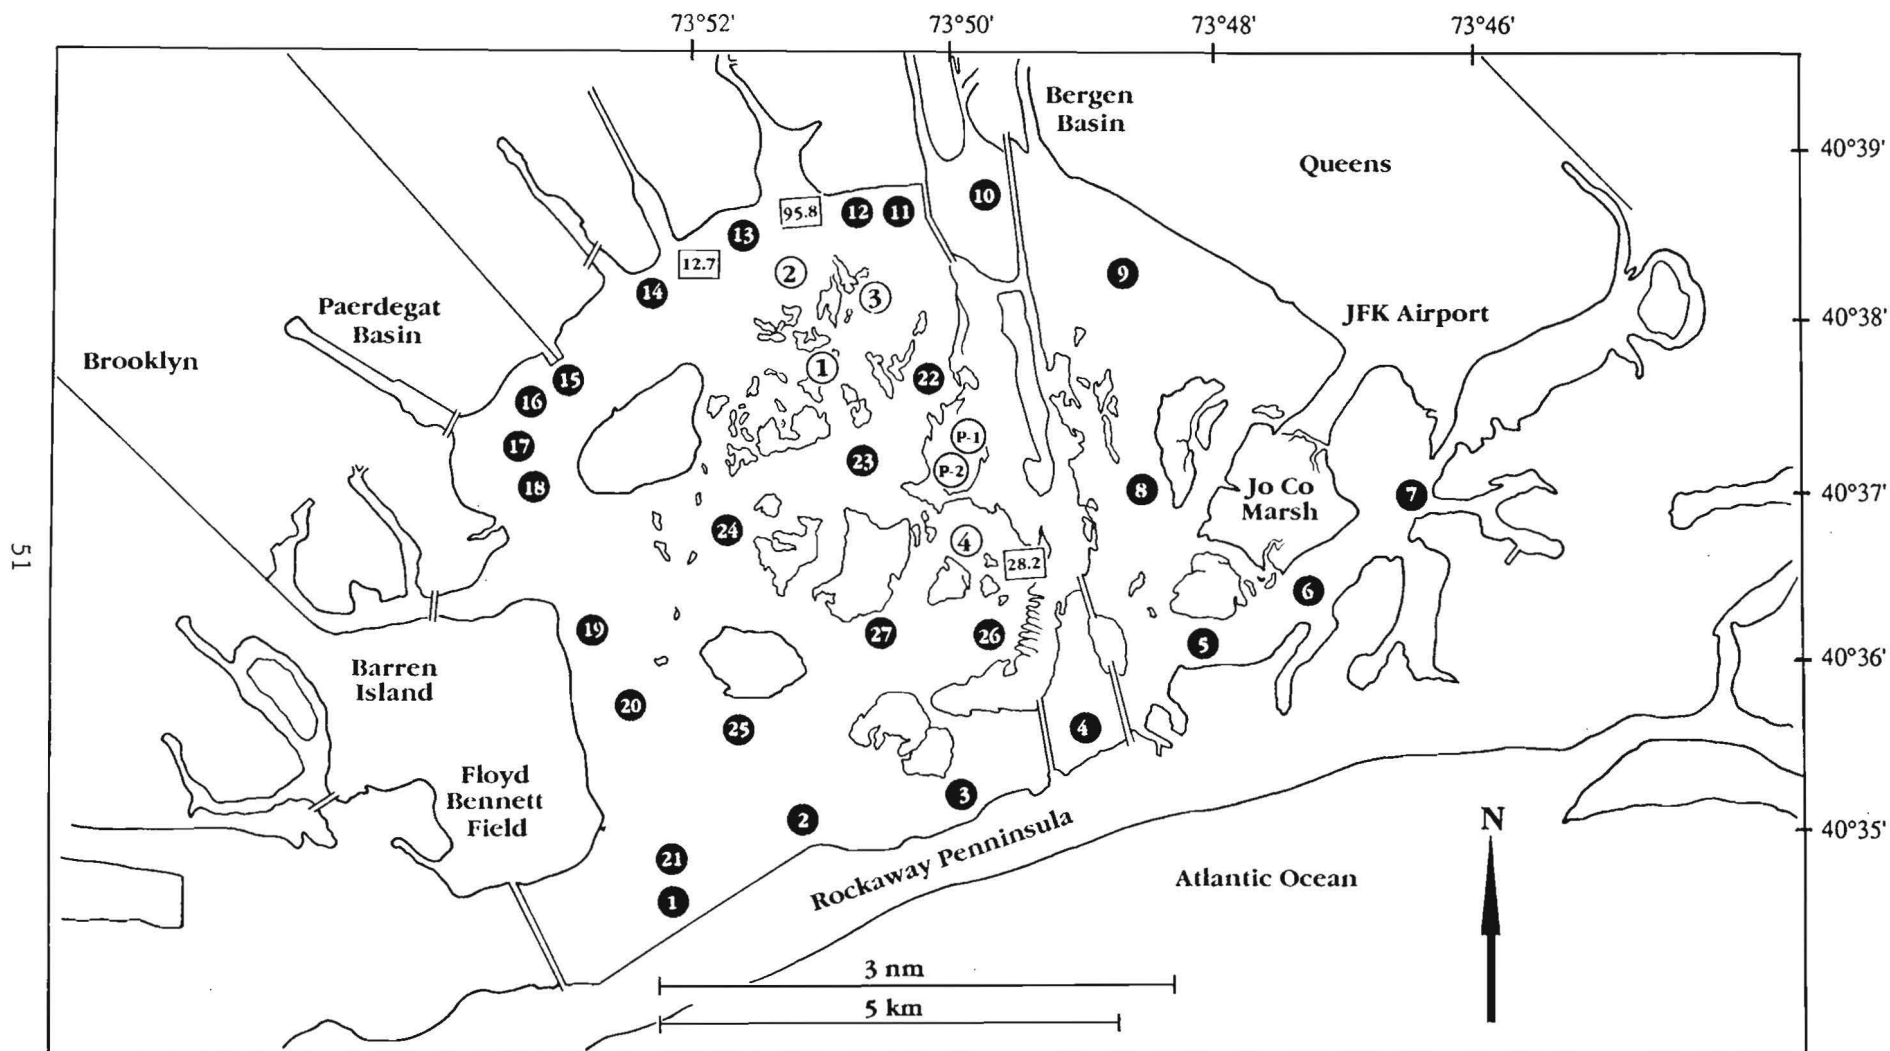 73°52'
73°50'
73°48'
73°46'
Bergen
Basin
Queens
40°39'
10
95.8
12
11
13
12.7
2
9
14
3
Paerdegat
Basin
JFK Airport
40°38'
Brooklyn
1
15
22
16
P-1
17
23
P-2
18
8
Jo Co
Marsh
7
40°37'
24
4
28.2
51
6
19
27
26
5
40°36'
Barren
Island
20
25
4
Floyd
Bennett
Field
3
2
N
40°35'
21
Rockaway Penninsula
Atlantic Ocean
1
3 nm
5 km